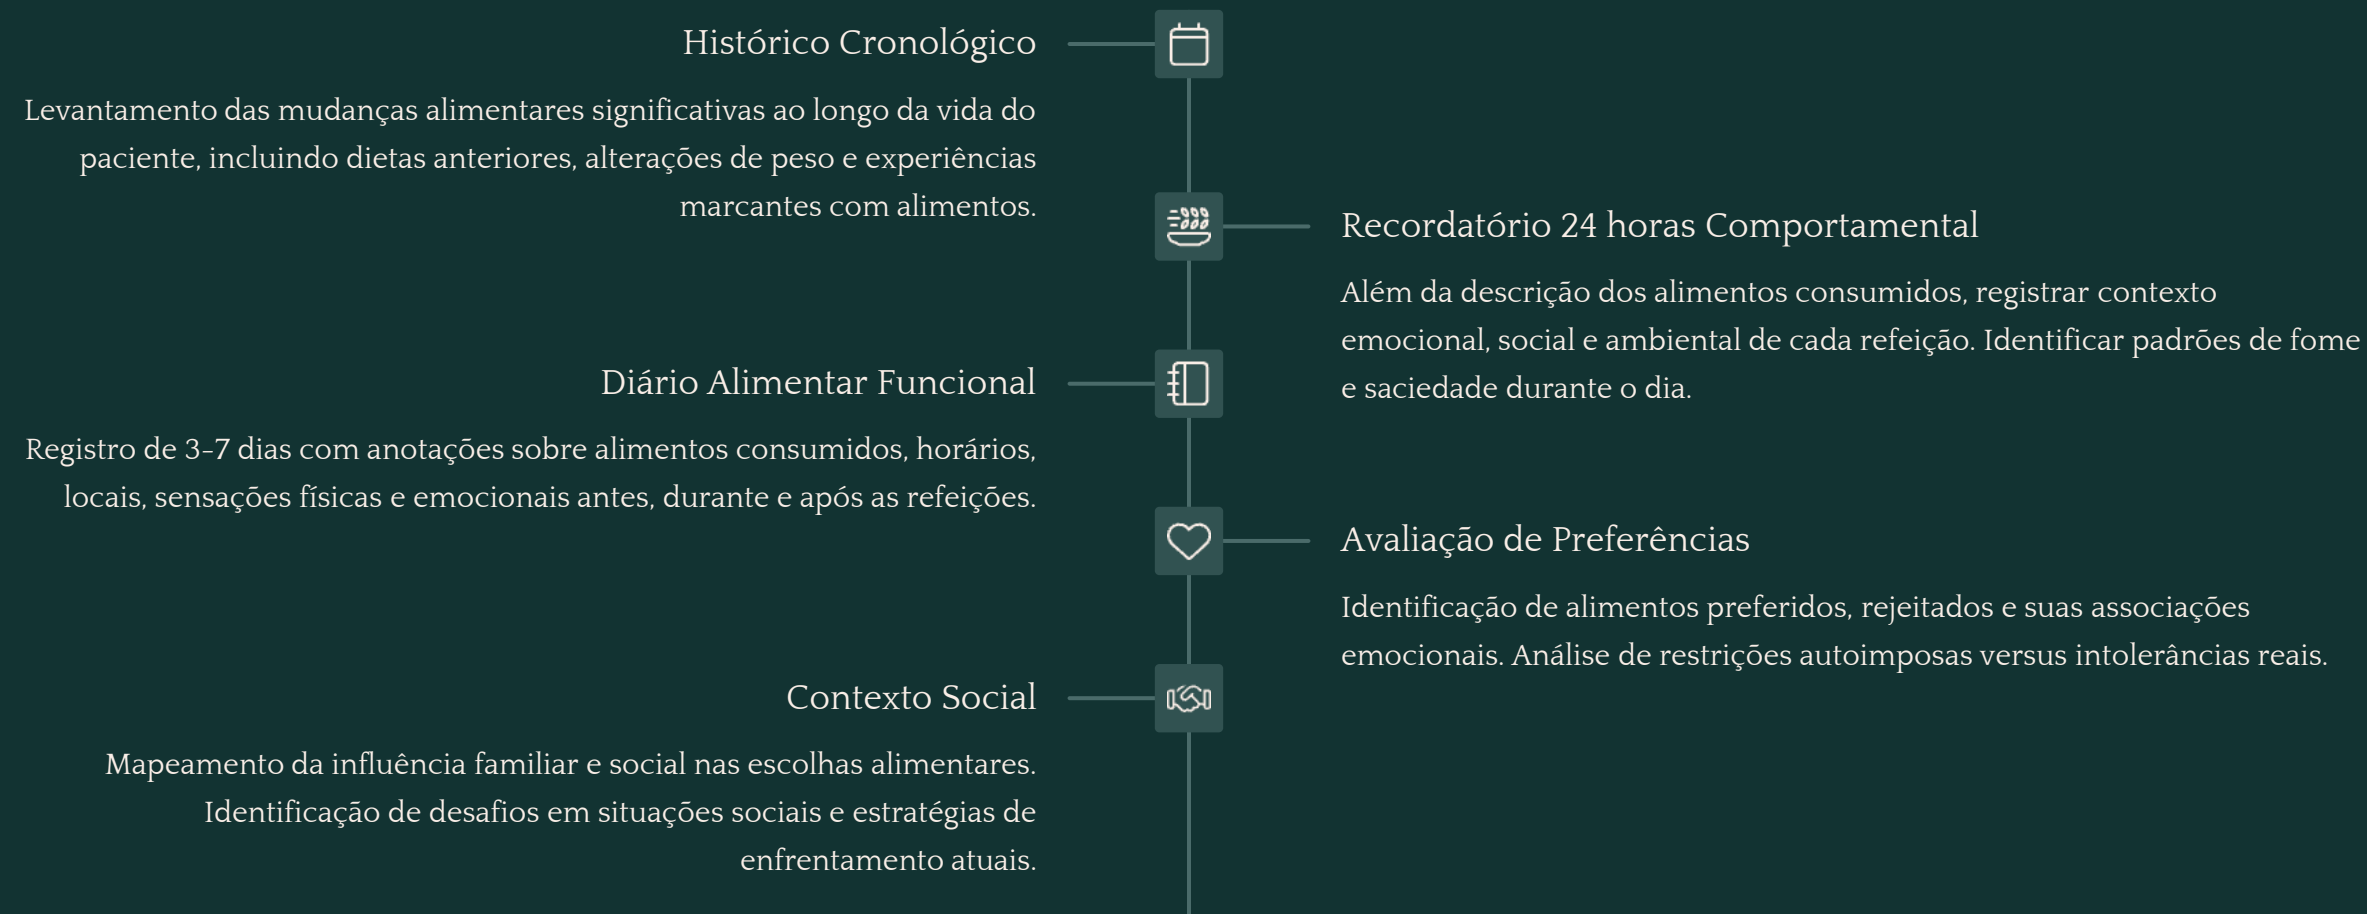 Histórico Cronológico
Levantamento das mudanças alimentares significativas ao longo da vida do
paciente, incluindo dietas anteriores, alterações de peso e experiências
marcantes com alimentos.
Recordatório 24 horas Comportamental
Além da descrição dos alimentos consumidos, registrar contexto
emocional, social e ambiental de cada refeição. Identificar padrões de fome
e saciedade durante o dia.
Diário Alimentar Funcional
Registro de 3-7 dias com anotações sobre alimentos consumidos, horários,
locais, sensações físicas e emocionais antes, durante e após as refeições.
Avaliação de Preferências
Identificação de alimentos preferidos, rejeitados e suas associações
emocionais. Análise de restrições autoimposas versus intolerâncias reais.
Contexto Social
Mapeamento da influência familiar e social nas escolhas alimentares.
Identificação de desafios em situações sociais e estratégias de
enfrentamento atuais.